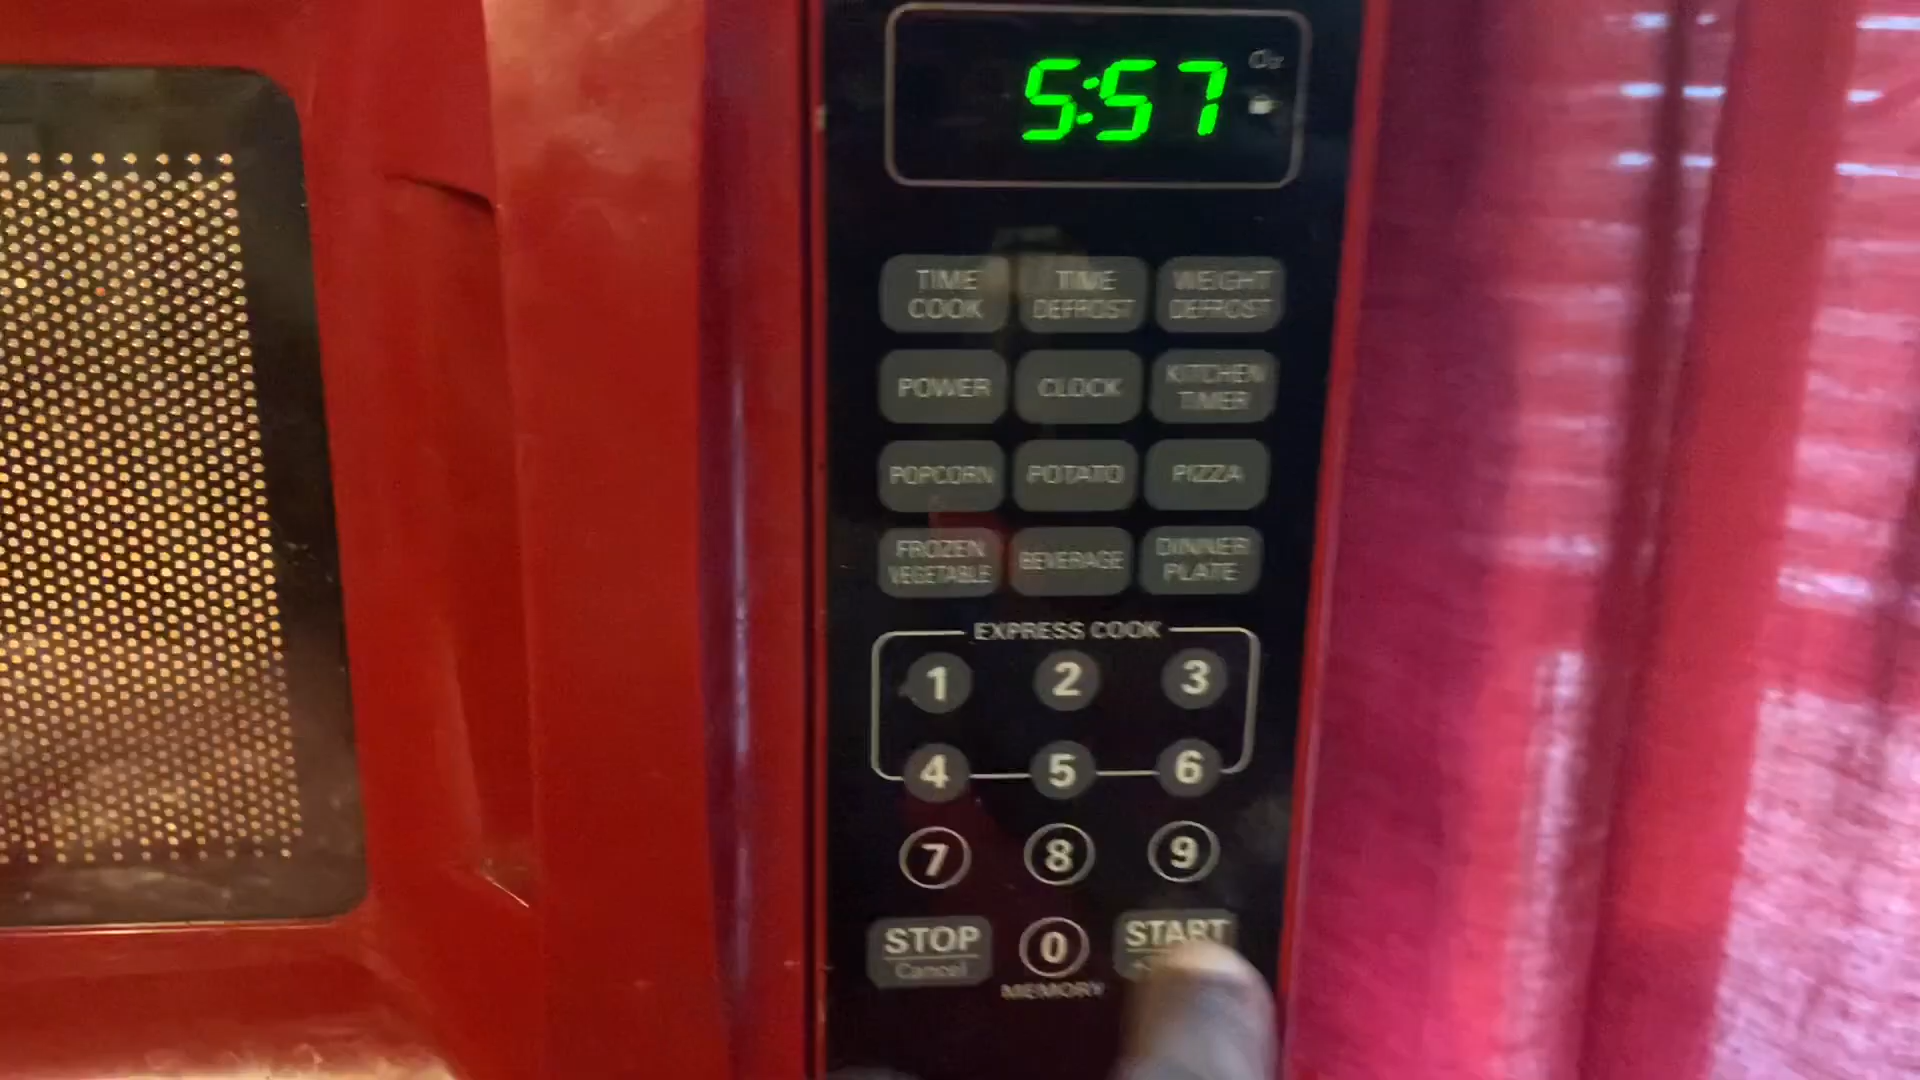 5:57
TIME COOK
TIME DEFROST
WEIGHT DEFROST
POWER
CLOCK
KITCHEN TIMER
POPCORN
POTATO
PIZZA
FROZEN VEGETABLE
BEVERAGE
DINNER PLATE
EXPRESS COOK
1 2 3
4 5 6
7 8 9
STOP
Cancel
0
START
MEMORY